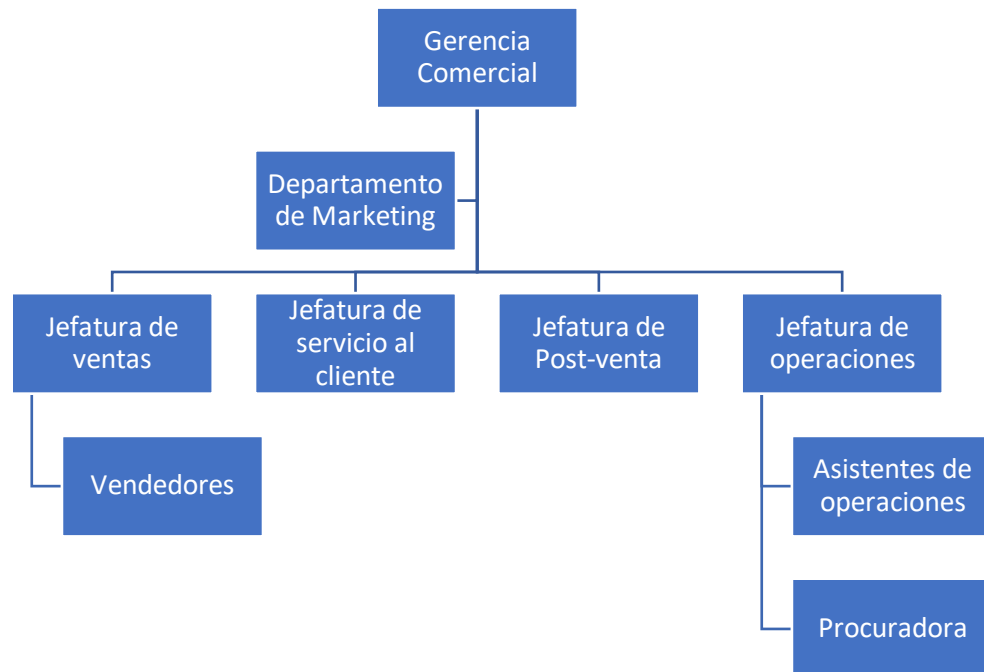 Gerencia
Comercial
Departamento
de Marketing
Jefatura de
ventas
Jefatura de
servicio al
cliente
Jefatura de
Post-venta
Jefatura de
operaciones
Vendedores
Asistentes de
operaciones
Procuradora